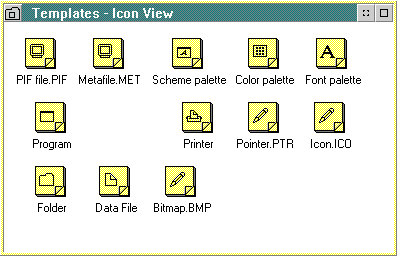 Templates - Icon View
PIF file.PIF Metafile.MET Scheme palette Color palette Font palette
Program Printer Pointer.PTR Icon.ICO
Folder Data File Bitmap.BMP